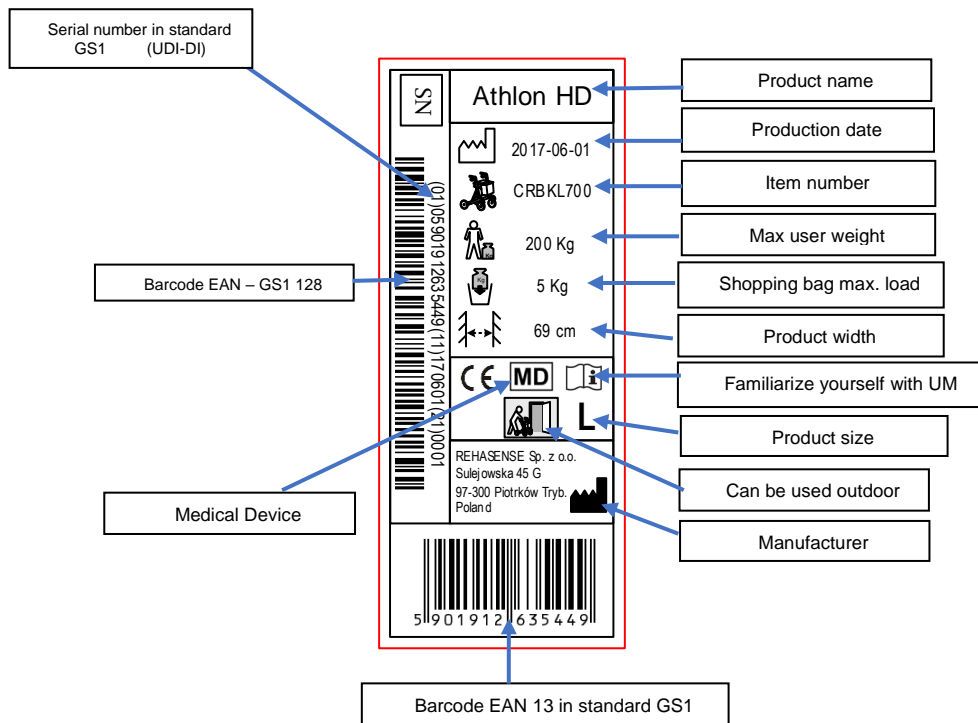 Serial number in standard
GS1 (UDI-DI)
Barcode EAN – GS1 128
Medical Device
SN
(01)05901912635449(11)170601(21)0001
Athlon HD
2017-06-01
CRBKL700
Kg
200 Kg
Kg
5 Kg
69 cm
CE MD i
L
REHASENSE Sp. z o.o.
Sulejowska 45 G
97-300 Piotrków Tryb.
Poland
5 901912 635449
Product name
Production date
Item number
Max user weight
Shopping bag max. load
Product width
Familiarize yourself with UM
Product size
Can be used outdoor
Manufacturer
Barcode EAN 13 in standard GS1